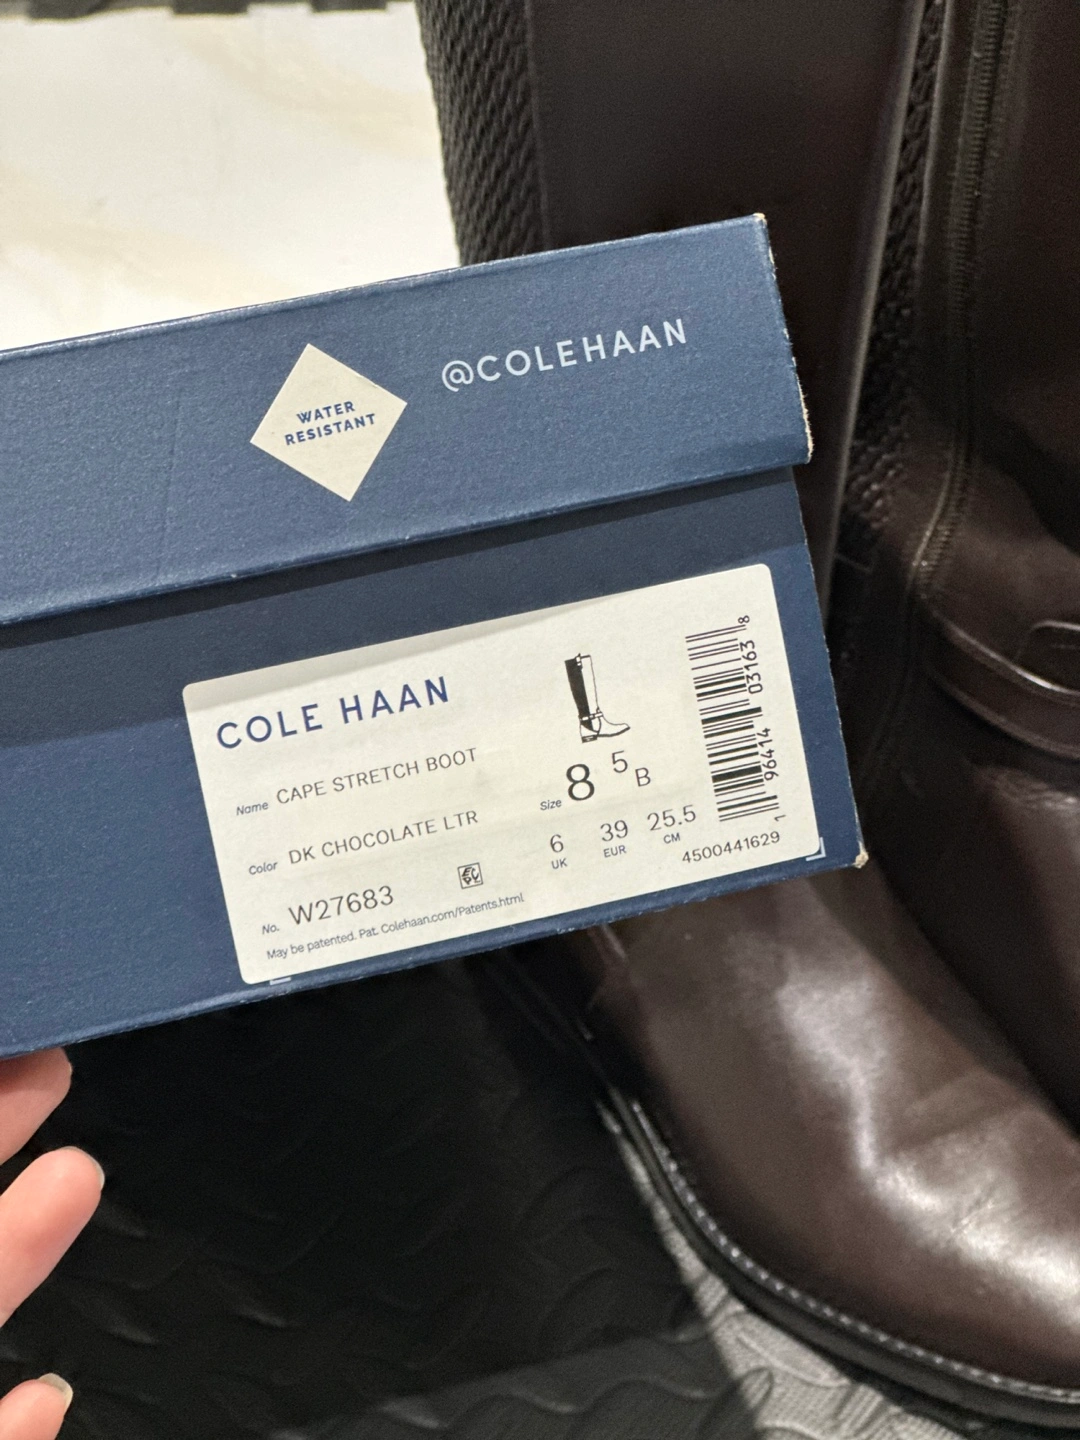 @COLEHAAN
WATER
RESISTANT
COLE HAAN
Name CAPE STRETCH BOOT
Color DK CHOCOLATE LTR
No. W27683
May be patented. Pat. Colehaan.com/Patents.html
Size 8 5 B
6 39 25.5
UK EUR CM
1 96414 03163 8
4500441629